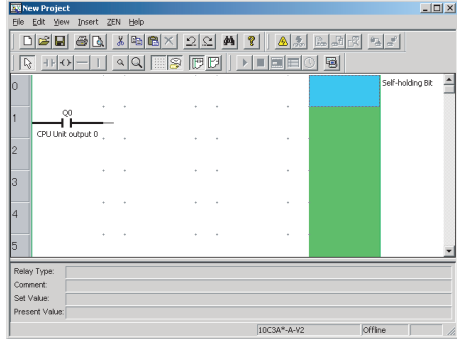 New Project
File Edit View Insert ZEN Help
0 Self-holding Bit
1 Q0
CPU Unit output 0
2
3
4
5
Relay Type:
Comment:
Set Value:
Present Value:
10C3A*-A-V2 Offline